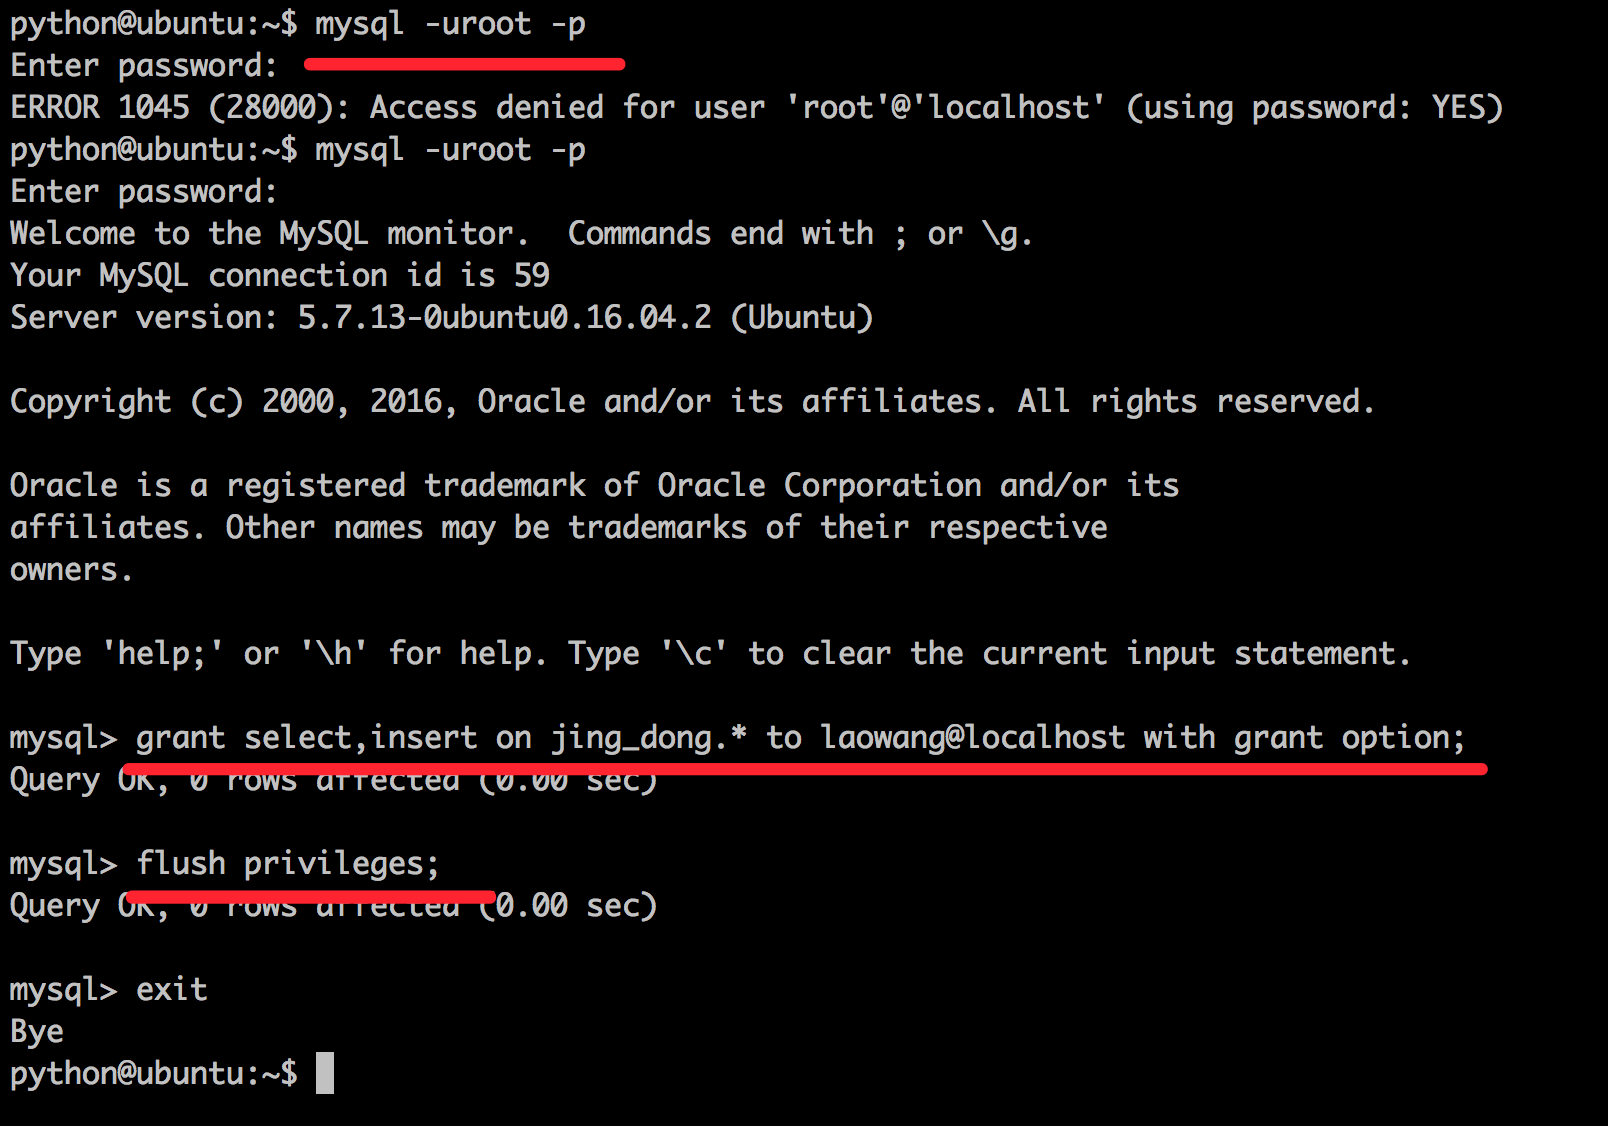 python@ubuntu:~$ mysql -uroot -p
Enter password:
ERROR 1045 (28000): Access denied for user 'root'@'localhost' (using password: YES)
python@ubuntu:~$ mysql -uroot -p
Enter password:
Welcome to the MySQL monitor.  Commands end with ; or \g.
Your MySQL connection id is 59
Server version: 5.7.13-0ubuntu0.16.04.2 (Ubuntu)
Copyright (c) 2000, 2016, Oracle and/or its affiliates. All rights reserved.
Oracle is a registered trademark of Oracle Corporation and/or its
affiliates. Other names may be trademarks of their respective
owners.
Type 'help;' or '\h' for help. Type '\c' to clear the current input statement.
mysql> grant select,insert on jing_dong.* to laowang@localhost with grant option;
Query OK, 0 rows affected (0.00 sec)
mysql> flush privileges;
Query OK, 0 rows affected (0.00 sec)
mysql> exit
Bye
python@ubuntu:~$